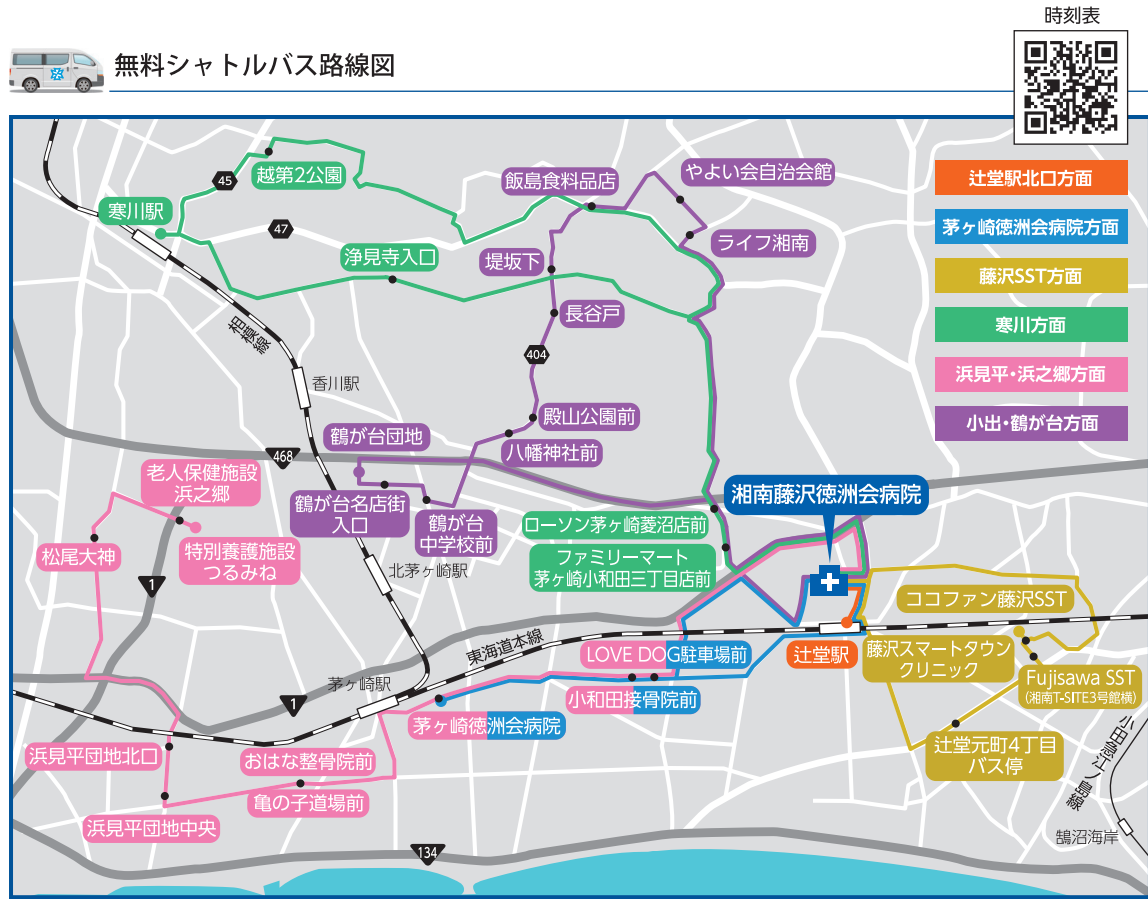 時刻表
無料シャトルバス路線図
辻堂駅北口方面
茅ヶ崎徳洲会病院方面
藤沢SST方面
寒川方面
浜見平・浜之郷方面
小出・鶴が台方面
越第2公園
45
寒川駅
47
浄見寺入口
飯島食料品店
やよい会自治会館
ライフ湘南
堤坂下
長谷戸
相模線
404
香川駅
殿山公園前
鶴が台団地
八幡神社前
468
老人保健施設
浜之郷
鶴が台名店街
入口
鶴が台
中学校前
湘南藤沢徳洲会病院
ローソン茅ヶ崎菱沼店前
松尾大神
特別養護施設
つるみね
ファミリーマート
茅ヶ崎小和田三丁目店前
北茅ヶ崎駅
1
ココファン藤沢SST
東海道本線
LOVE DOG駐車場前
辻堂駅
藤沢スマートタウン
クリニック
茅ヶ崎駅
Fujisawa SST
(湘南T-SITE3号館横)
1
小和田接骨院前
茅ヶ崎徳洲会病院
辻堂元町4丁目
バス停
小田急江ノ島線
浜見平団地北口
おはな整骨院前
亀の子道場前
浜見平団地中央
鵠沼海岸
134